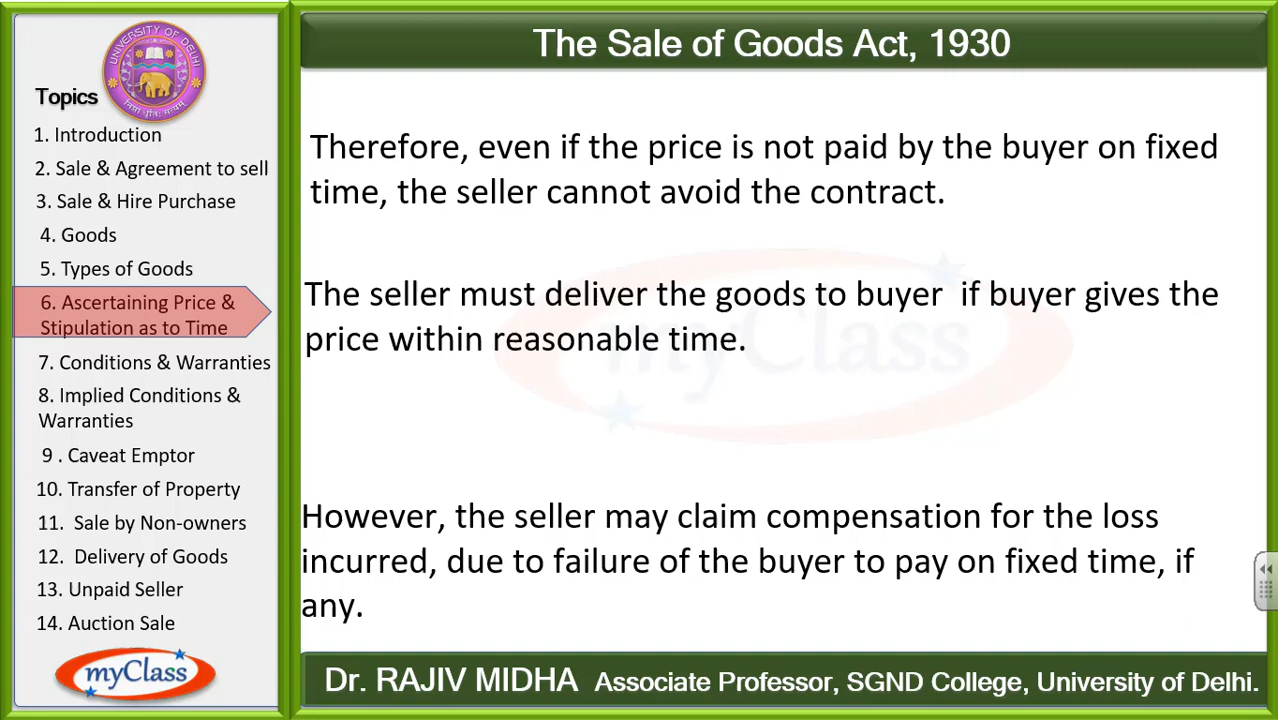 The Sale of Goods Act, 1930
UNIVERSITY OF DELHI
Topics
1. Introduction
2. Sale & Agreement to sell
3. Sale & Hire Purchase
4. Goods
5. Types of Goods
6. Ascertaining Price &
Stipulation as to Time
7. Conditions & Warranties
8. Implied Conditions &
Warranties
9 . Caveat Emptor
10. Transfer of Property
11. Sale by Non-owners
12. Delivery of Goods
13. Unpaid Seller
14. Auction Sale
myClass
Therefore, even if the price is not paid by the buyer on fixed
time, the seller cannot avoid the contract.
The seller must deliver the goods to buyer if buyer gives the
price within reasonable time.
myClass
However, the seller may claim compensation for the loss
incurred, due to failure of the buyer to pay on fixed time, if
any.
Dr. RAJIV MIDHA Associate Professor, SGND College, University of Delhi.